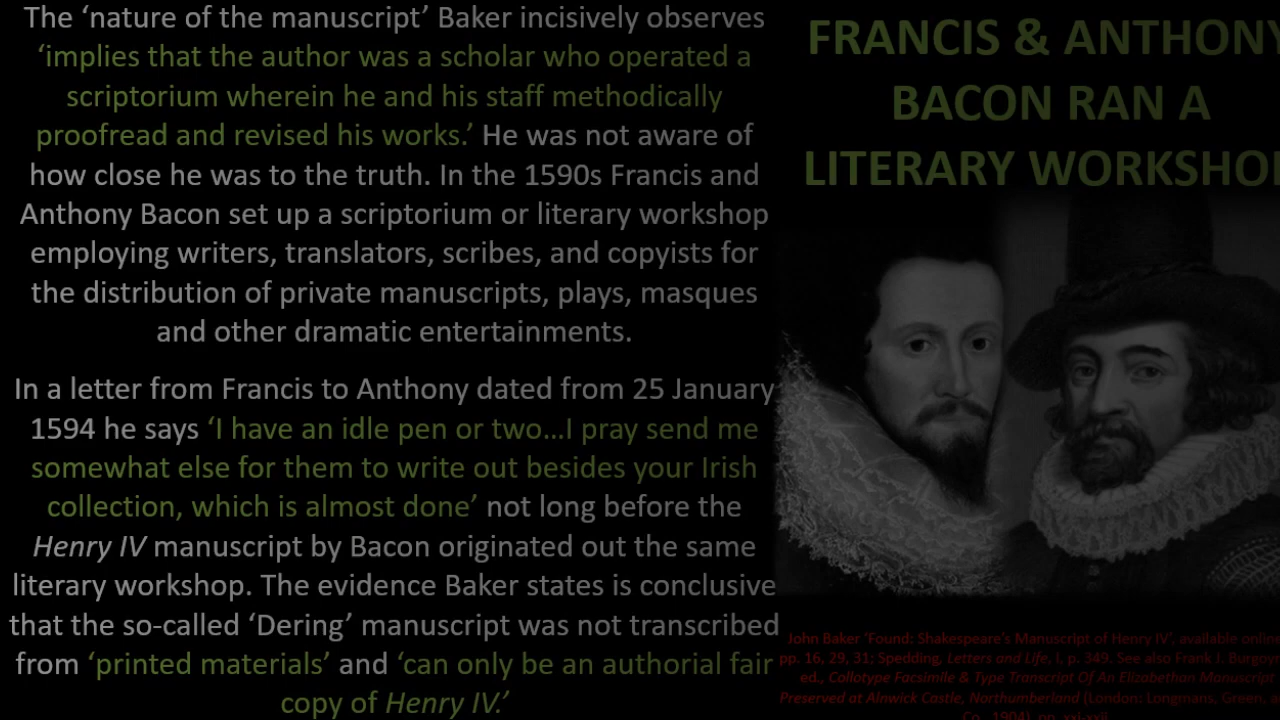 The ‘nature of the manuscript’ Baker incisively observes
‘implies that the author was a scholar who operated a
scriptorium wherein he and his staff methodically
proofread and revised his works.’ He was not aware of
how close he was to the truth. In the 1590s Francis and
Anthony Bacon set up a scriptorium or literary workshop
employing writers, translators, scribes, and copyists for
the distribution of private manuscripts, plays, masques
and other dramatic entertainments.
In a letter from Francis to Anthony dated from 25 January
1594 he says ‘I have an idle pen or two...I pray send me
somewhat else for them to write out besides your Irish
collection, which is almost done’ not long before the
Henry IV manuscript by Bacon originated out the same
literary workshop. The evidence Baker states is conclusive
that the so-called ‘Dering’ manuscript was not transcribed
from ‘printed materials’ and ‘can only be an authorial fair
copy of Henry IV.’
FRANCIS & ANTHONY
BACON RAN A
LITERARY WORKSHOP
John Baker ‘Found: Shakespeare’s Manuscript of Henry IV’, available online
pp. 16, 29, 31; Spedding, Letters and Life, I, p. 349. See also Frank J. Burgoyne
ed., Collotype Facsimile & Type Transcript Of An Elizabethan Manuscript
Preserved at Alnwick Castle, Northumberland (London: Longmans, Green,
Co., 1904), pp. xxi-xxii.